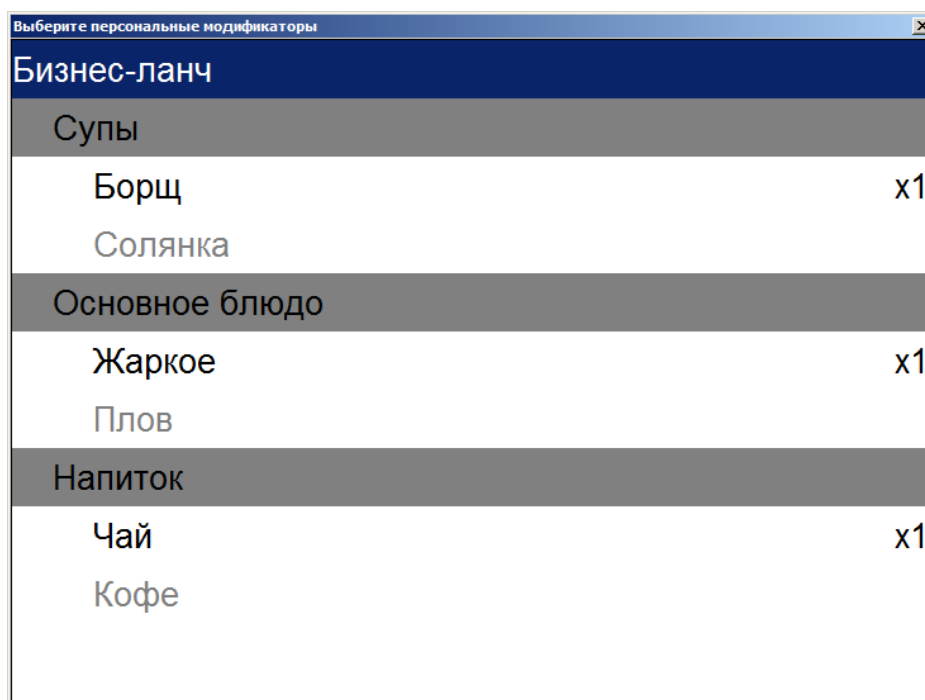 Выберите персональные модификаторы
Бизнес-ланч
Супы
Борщ x1
Солянка
Основное блюдо
Жаркое x1
Плов
Напиток
Чай x1
Кофе